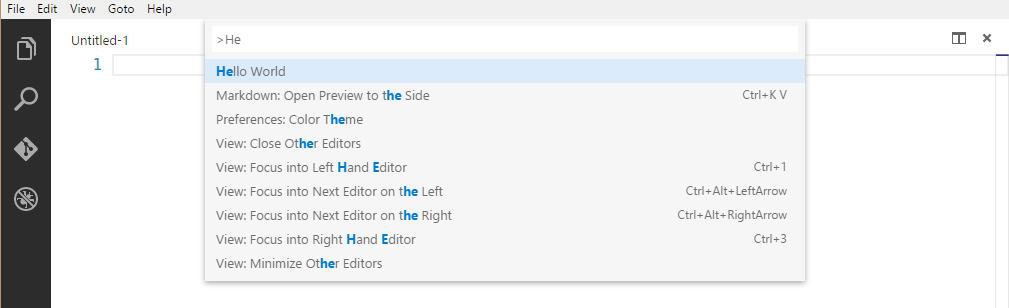 File Edit View Goto Help
Untitled-1
>He
1
Hello World
Markdown: Open Preview to the Side Ctrl+K V
Preferences: Color Theme
View: Close Other Editors
View: Focus into Left Hand Editor Ctrl+1
View: Focus into Next Editor on the Left Ctrl+Alt+LeftArrow
View: Focus into Next Editor on the Right Ctrl+Alt+RightArrow
View: Focus into Right Hand Editor Ctrl+3
View: Minimize Other Editors